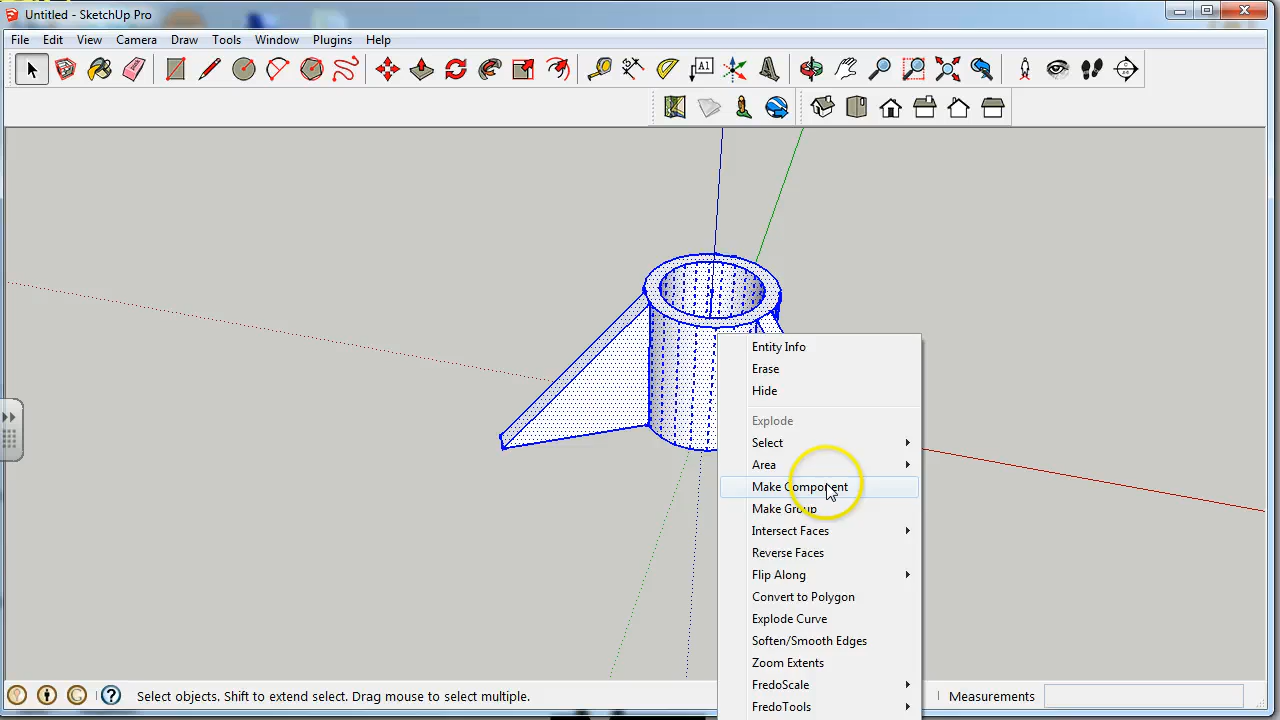 Untitled - SketchUp Pro
File Edit View Camera Draw Tools Window Plugins Help
A1
Entity Info
Erase
Hide
Explode
Select
Area
Make Component
Make Group
Intersect Faces
Reverse Faces
Flip Along
Convert to Polygon
Explode Curve
Soften/Smooth Edges
Zoom Extents
FredoScale
FredoTools
Select objects. Shift to extend select. Drag mouse to select multiple.
Measurements